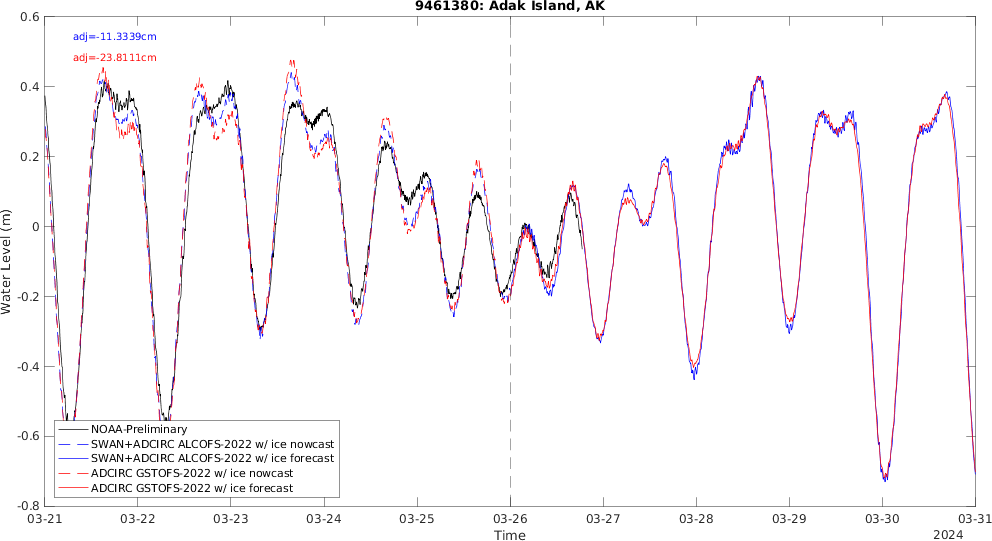 9461380: Adak Island, AK
adj=-11.3339cm
adj=-23.8111cm
Water Level (m)
0.6
0.4
0.2
0
-0.2
-0.4
-0.6
-0.8
NOAA-Preliminary
SWAN+ADCIRC ALCOFS-2022 w/ ice nowcast
SWAN+ADCIRC ALCOFS-2022 w/ ice forecast
ADCIRC GSTOFS-2022 w/ ice nowcast
ADCIRC GSTOFS-2022 w/ ice forecast
03-21 03-22 03-23 03-24 03-25 03-26 03-27 03-28 03-29 03-30 03-31
Time
2024